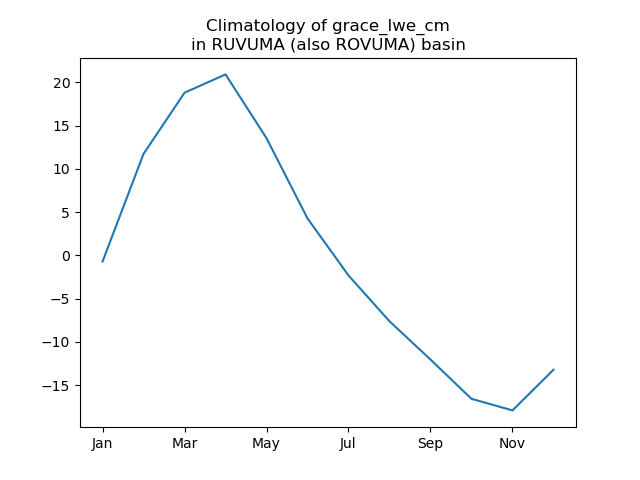 Climatology of grace_lwe_cm
in RUVUMA (also ROVUMA) basin
20
15
10
5
0
−5
−10
−15
Jan Mar May Jul Sep Nov